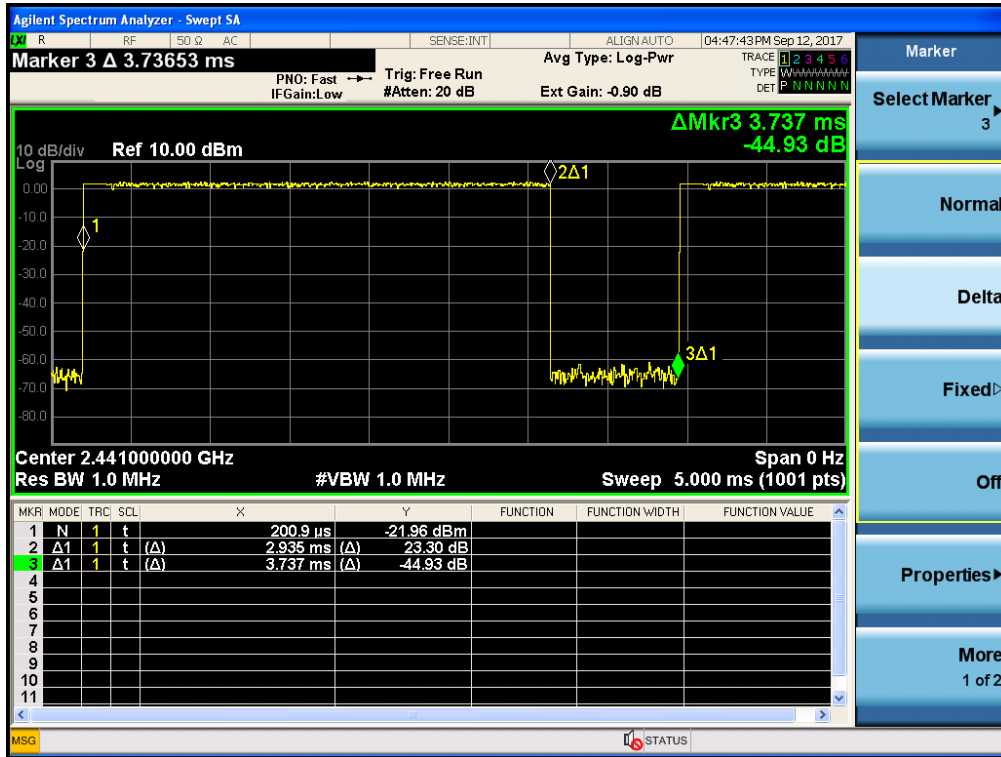 Agilent Spectrum Analyzer - Swept SA
LXI R RF 50 Ω AC SENSE:INT ALIGN AUTO 04:47:43 PM Sep 12, 2017
Marker 3 Δ 3.73653 ms
PNO: Fast
IFGain:Low
Trig: Free Run
#Atten: 20 dB
Avg Type: Log-Pwr
Ext Gain: -0.90 dB
TRACE 1 2 3 4 5 6
TYPE W
DET P N N N N N
ΔMkr3 3.737 ms
-44.93 dB
10 dB/div Ref 10.00 dBm
Log
0.00
-10.0
-20.0
-30.0
-40.0
-50.0
-60.0
-70.0
-80.0
1
2Δ1
3Δ1
Center 2.441000000 GHz Span 0 Hz
Res BW 1.0 MHz #VBW 1.0 MHz Sweep 5.000 ms (1001 pts)
MKR MODE TRC SCL X Y FUNCTION FUNCTION WIDTH FUNCTION VALUE
1 N 1 t 200.9 µs -21.96 dBm
2 Δ1 1 t (Δ) 2.935 ms (Δ) 23.30 dB
3 Δ1 1 t (Δ) 3.737 ms (Δ) -44.93 dB
4
5
6
7
8
9
10
11
MSG STATUS
Marker
Select Marker
3
Normal
Delta
Fixed
Off
Properties
More
1 of 2